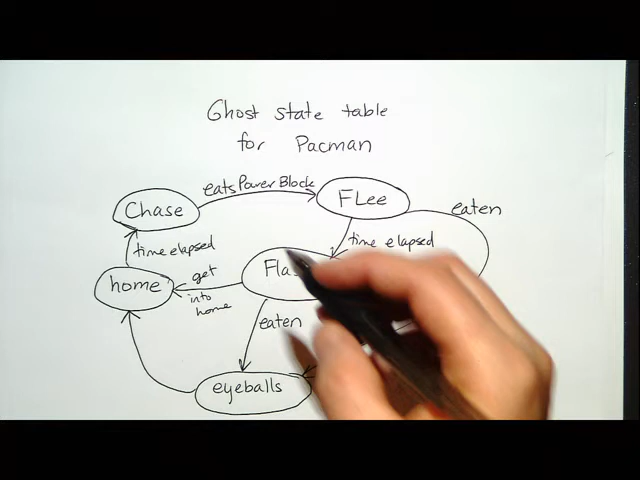 Ghost state table
for Pacman
eats Power Block
FLee
Chase
eaten
time elapsed
time elapsed
get
home
into
home
eaten
eyeballs